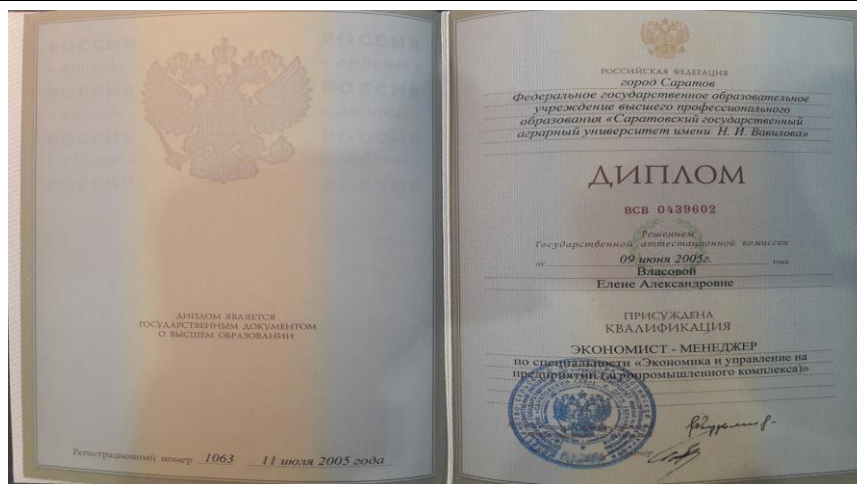 ДИПЛОМ ЯВЛЯЕТСЯ
ГОСУДАРСТВЕННЫМ ДОКУМЕНТОМ
О ВЫСШЕМ ОБРАЗОВАНИИ
Регистрационный номер 1063 11 июля 2005 года
РОССИЙСКАЯ ФЕДЕРАЦИЯ
город Саратов
Федеральное государственное образовательное
учреждение высшего профессионального
образования «Саратовский государственный
аграрный университет имени Н. И. Вавилова»
ДИПЛОМ
ВСВ 0439602
Решением
Государственной аттестационной комиссии
от 09 июня 2005г. года
Власовой
Елене Александровне
ПРИСУЖДЕНА
КВАЛИФИКАЦИЯ
ЭКОНОМИСТ - МЕНЕДЖЕР
по специальности «Экономика и управление на
предприятии (агропромышленного комплекса)»